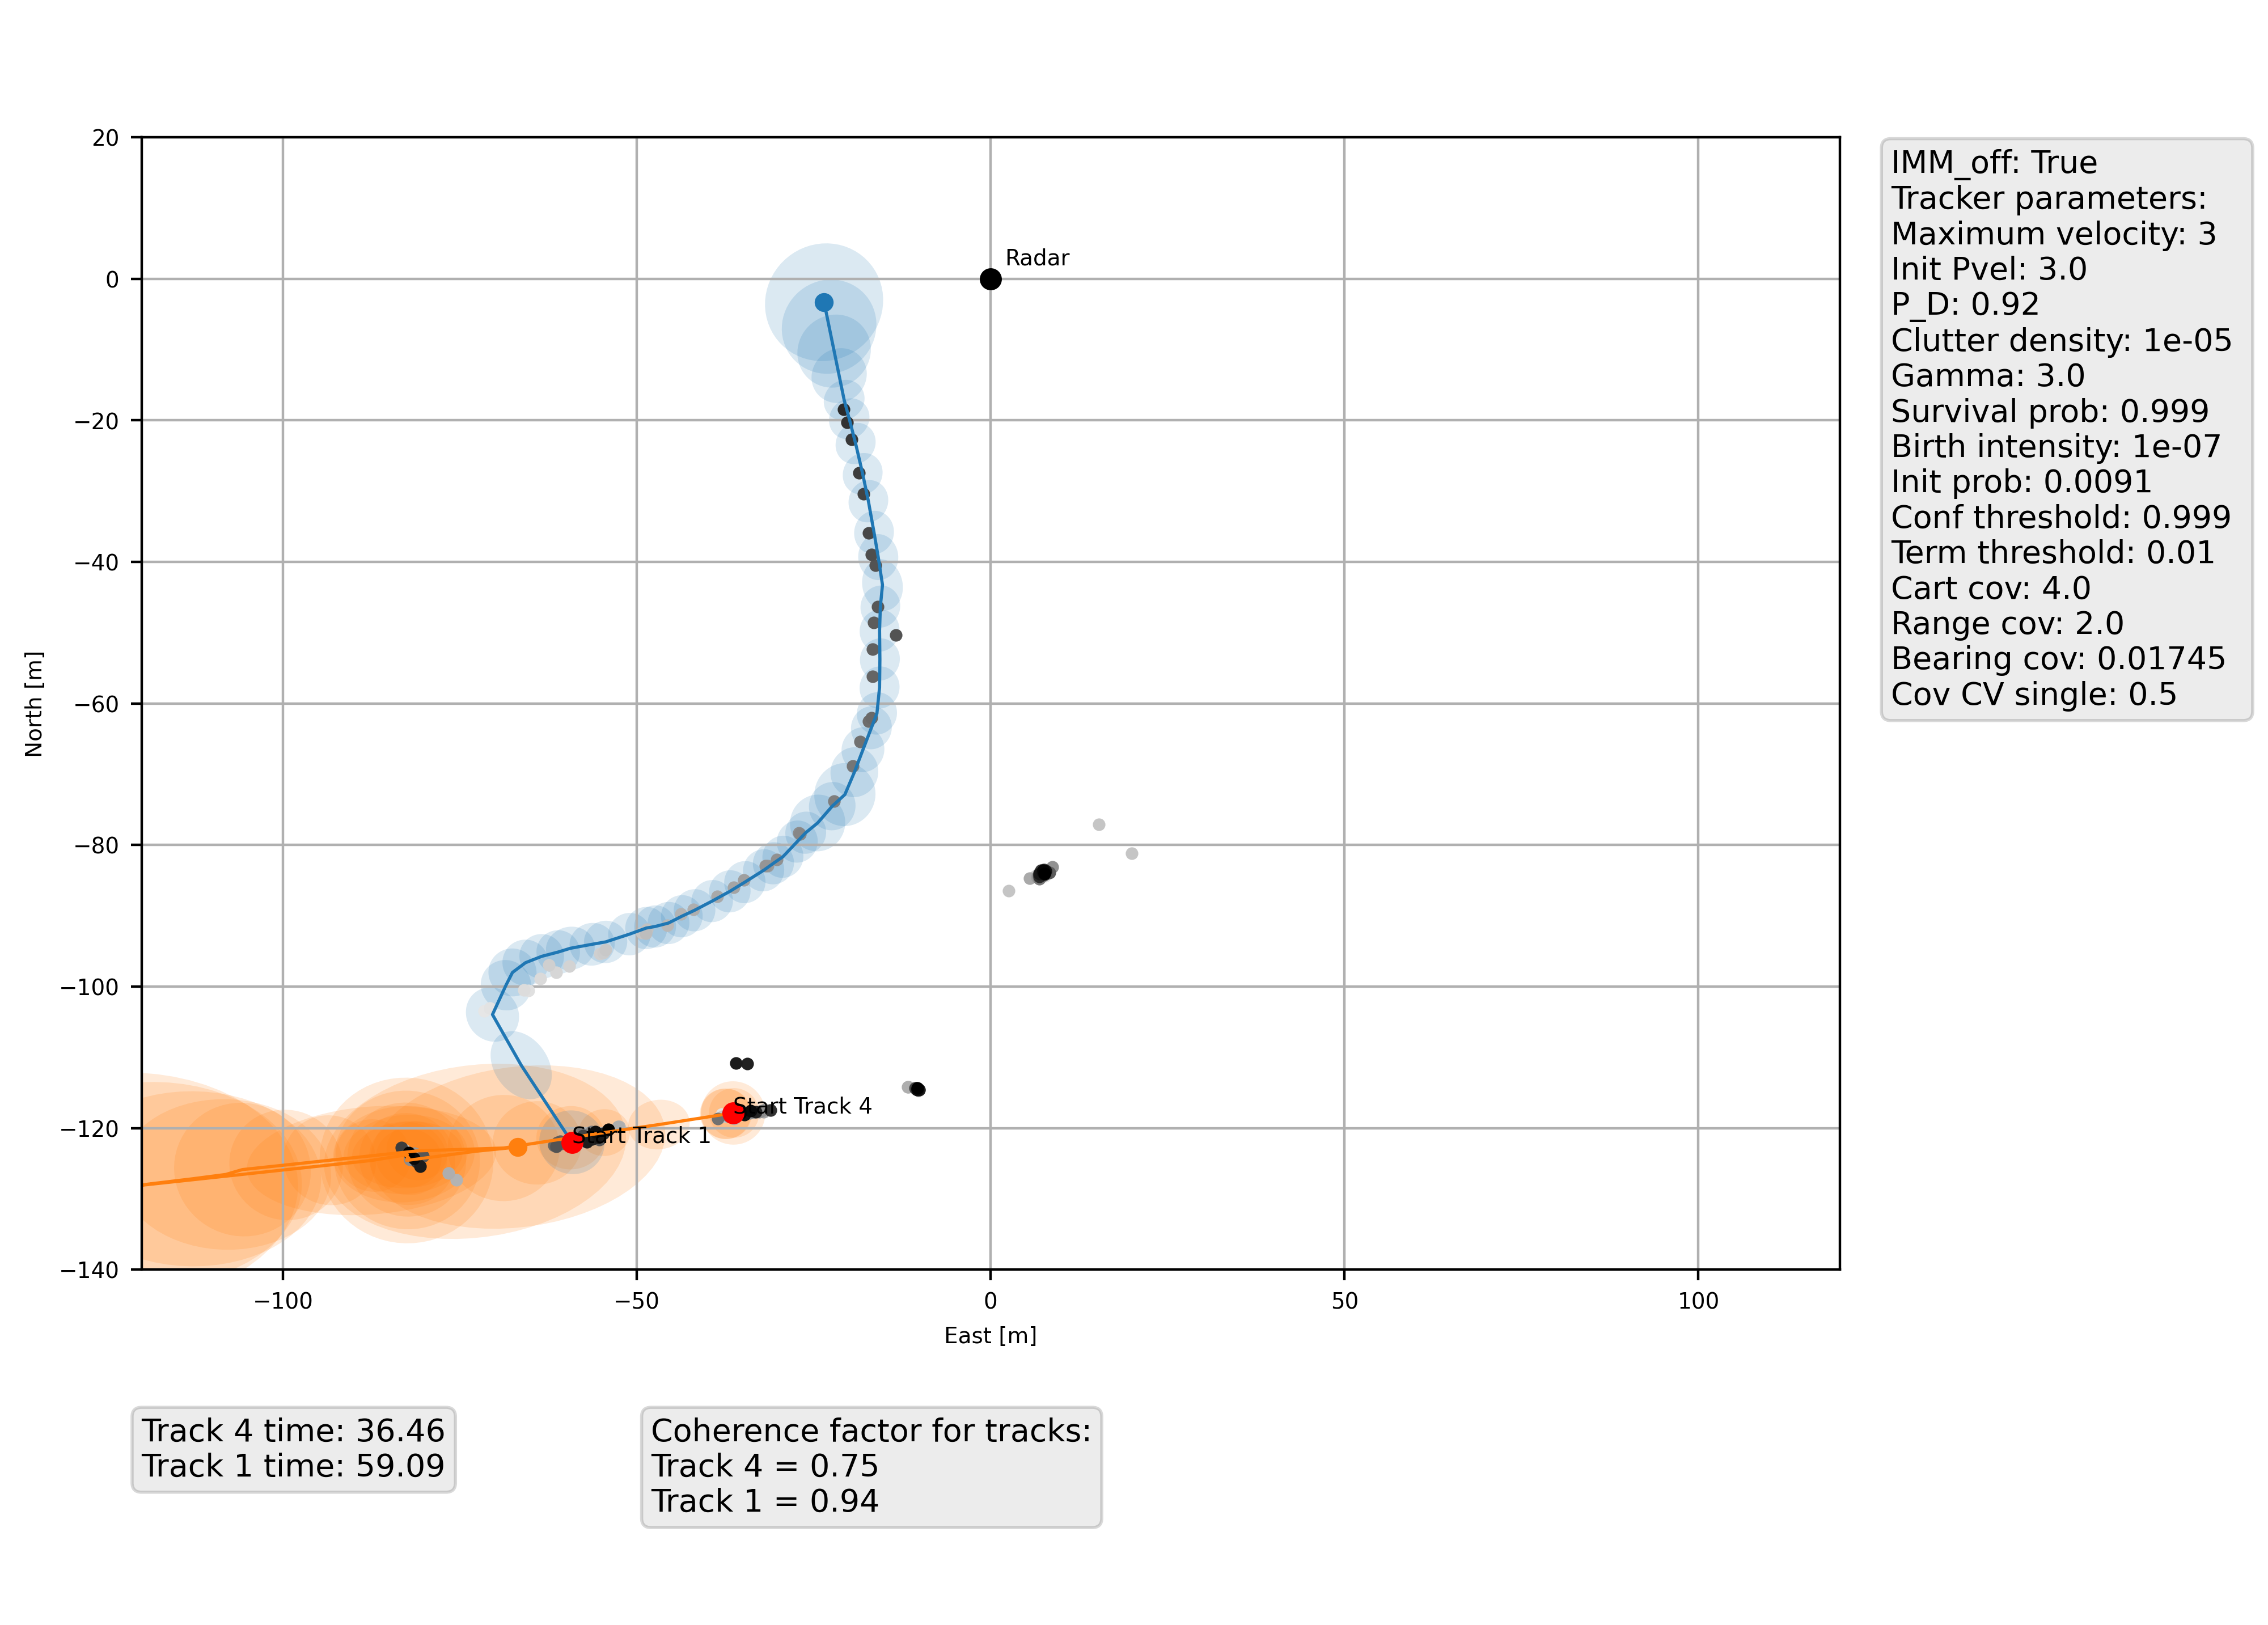 20
0
−20
−40
−60
−80
−100
−120
−140
North [m]
Radar
Start Track 4
Start Track 1
−100
−50
0
50
100
East [m]
IMM_off: True
Tracker parameters:
Maximum velocity: 3
Init Pvel: 3.0
P_D: 0.92
Clutter density: 1e-05
Gamma: 3.0
Survival prob: 0.999
Birth intensity: 1e-07
Init prob: 0.0091
Conf threshold: 0.999
Term threshold: 0.01
Cart cov: 4.0
Range cov: 2.0
Bearing cov: 0.01745
Cov CV single: 0.5
Track 4 time: 36.46
Track 1 time: 59.09
Coherence factor for tracks:
Track 4 = 0.75
Track 1 = 0.94